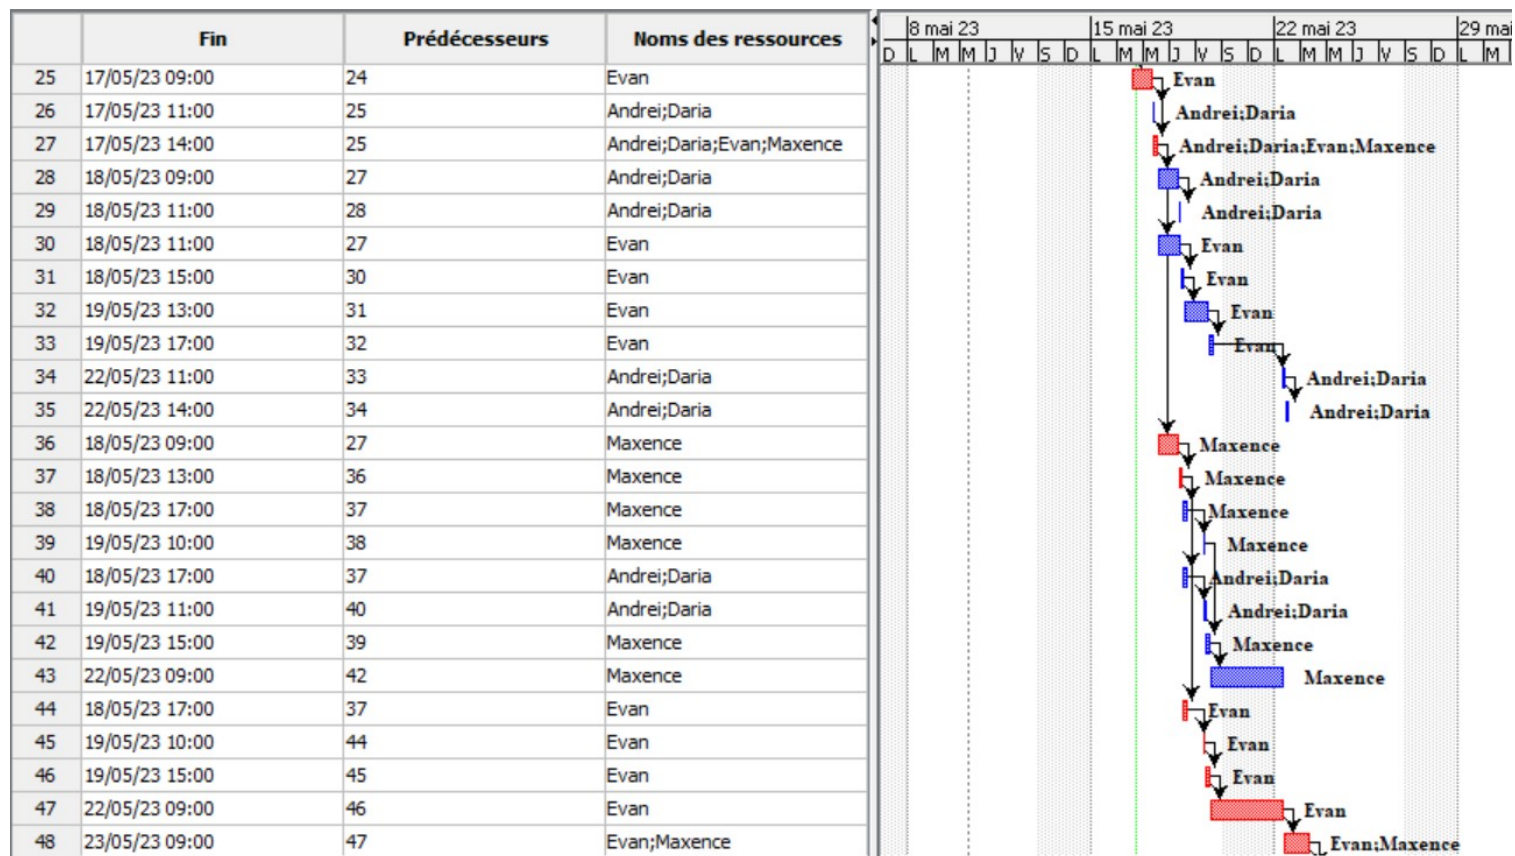 Fin Prédécesseurs Noms des ressources
8 mai 23 15 mai 23 22 mai 23 29 mai
D L M M J V S D L M M J V S D L M M J V S D L M
25 17/05/23 09:00 24 Evan Evan
26 17/05/23 11:00 25 Andrei;Daria Andrei;Daria
27 17/05/23 14:00 25 Andrei;Daria;Evan;Maxence Andrei;Daria;Evan;Maxence
28 18/05/23 09:00 27 Andrei;Daria Andrei;Daria
29 18/05/23 11:00 28 Andrei;Daria Andrei;Daria
30 18/05/23 11:00 27 Evan Evan
31 18/05/23 15:00 30 Evan Evan
32 19/05/23 13:00 31 Evan Evan
33 19/05/23 17:00 32 Evan Evan
34 22/05/23 11:00 33 Andrei;Daria Andrei;Daria
35 22/05/23 14:00 34 Andrei;Daria Andrei;Daria
36 18/05/23 09:00 27 Maxence Maxence
37 18/05/23 13:00 36 Maxence Maxence
38 18/05/23 17:00 37 Maxence Maxence
39 19/05/23 10:00 38 Maxence Maxence
40 18/05/23 17:00 37 Andrei;Daria Andrei;Daria
41 19/05/23 11:00 40 Andrei;Daria Andrei;Daria
42 19/05/23 15:00 39 Maxence Maxence
43 22/05/23 09:00 42 Maxence Maxence
44 18/05/23 17:00 37 Evan Evan
45 19/05/23 10:00 44 Evan Evan
46 19/05/23 15:00 45 Evan Evan
47 22/05/23 09:00 46 Evan Evan
48 23/05/23 09:00 47 Evan;Maxence Evan;Maxence